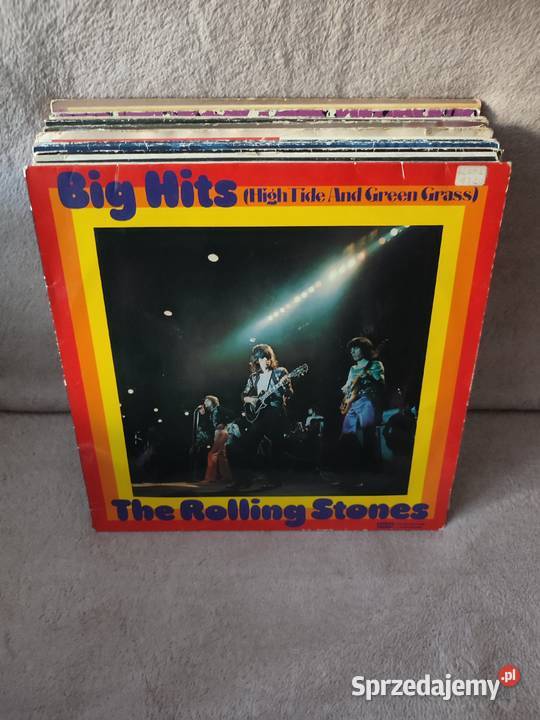 Big Hits (High Tide And Green Grass)
The Rolling Stones
Sprzedajemy.pl